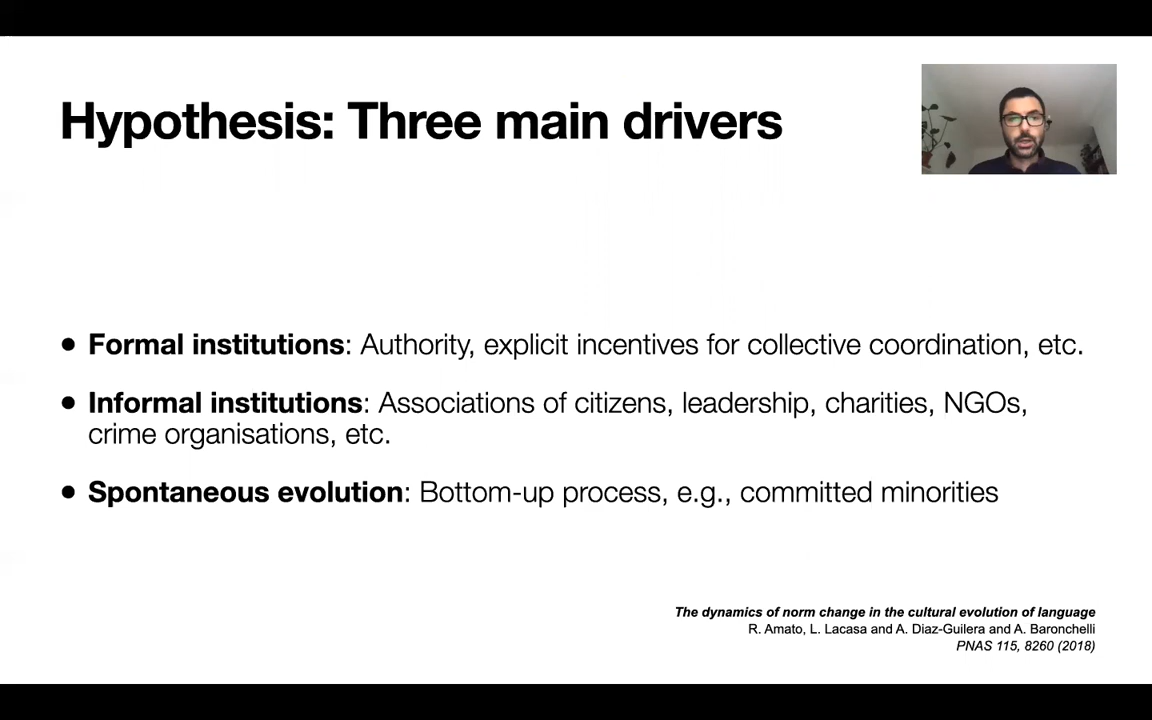 Hypothesis: Three main drivers
● Formal institutions: Authority, explicit incentives for collective coordination, etc.
● Informal institutions: Associations of citizens, leadership, charities, NGOs,
crime organisations, etc.
● Spontaneous evolution: Bottom-up process, e.g., committed minorities
The dynamics of norm change in the cultural evolution of language
R. Amato, L. Lacasa and A. Diaz-Guilera and A. Baronchelli
PNAS 115, 8260 (2018)